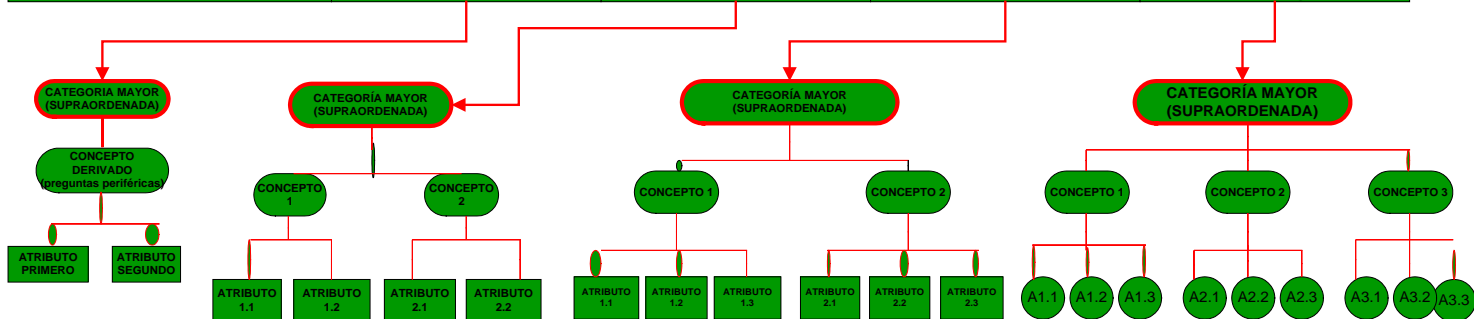 CATEGORIA MAYOR
(SUPRAORDENADA)
CONCEPTO
DERIVADO
(preguntas periféricas)
ATRIBUTO
PRIMERO
ATRIBUTO
SEGUNDO
CATEGORÍA MAYOR
(SUPRAORDENADA)
CONCEPTO
1
CONCEPTO
2
ATRIBUTO
1.1
ATRIBUTO
1.2
ATRIBUTO
2.1
ATRIBUTO
2.2
CATEGORÍA MAYOR
(SUPRAORDENADA)
CONCEPTO 1
CONCEPTO 2
ATRIBUTO
1.1
ATRIBUTO
1.2
ATRIBUTO
1.3
ATRIBUTO
2.1
ATRIBUTO
2.2
ATRIBUTO
2.3
CATEGORÍA MAYOR
(SUPRAORDENADA)
CONCEPTO 1
CONCEPTO 2
CONCEPTO 3
A1.1
A1.2
A1.3
A2.1
A2.2
A2.3
A3.1
A3.2
A3.3